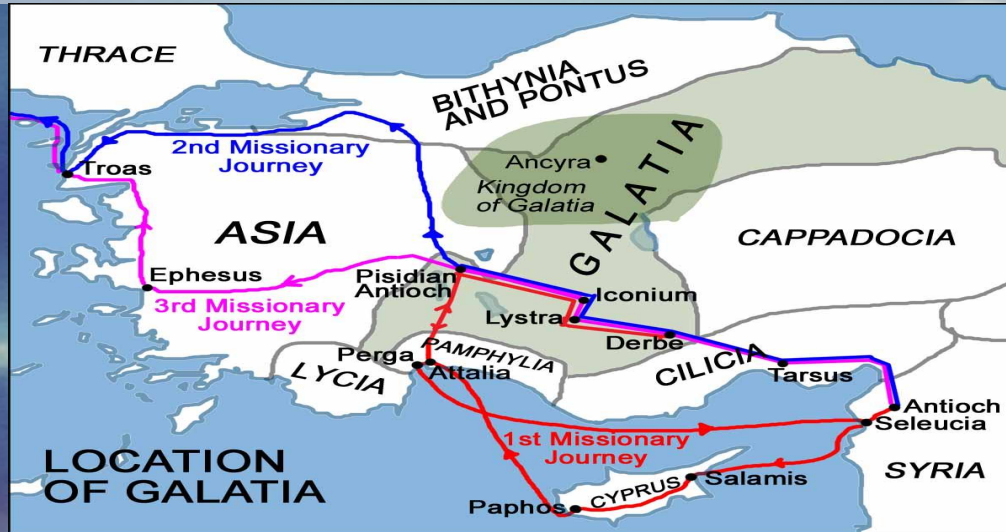 THRACE
BITHYNIA
AND PONTUS
2nd Missionary
Journey
Troas
Ancyra
Kingdom
of Galatia
GALATIA
ASIA
CAPPADOCIA
Ephesus
Pisidian
Antioch
3rd Missionary
Journey
Iconium
Lystra
Derbe
Perga
PAMPHYLIA
Attalia
LYCIA
CILICIA
Tarsus
Antioch
Seleucia
1st Missionary
Journey
SYRIA
LOCATION
OF GALATIA
CYPRUS
Salamis
Paphos